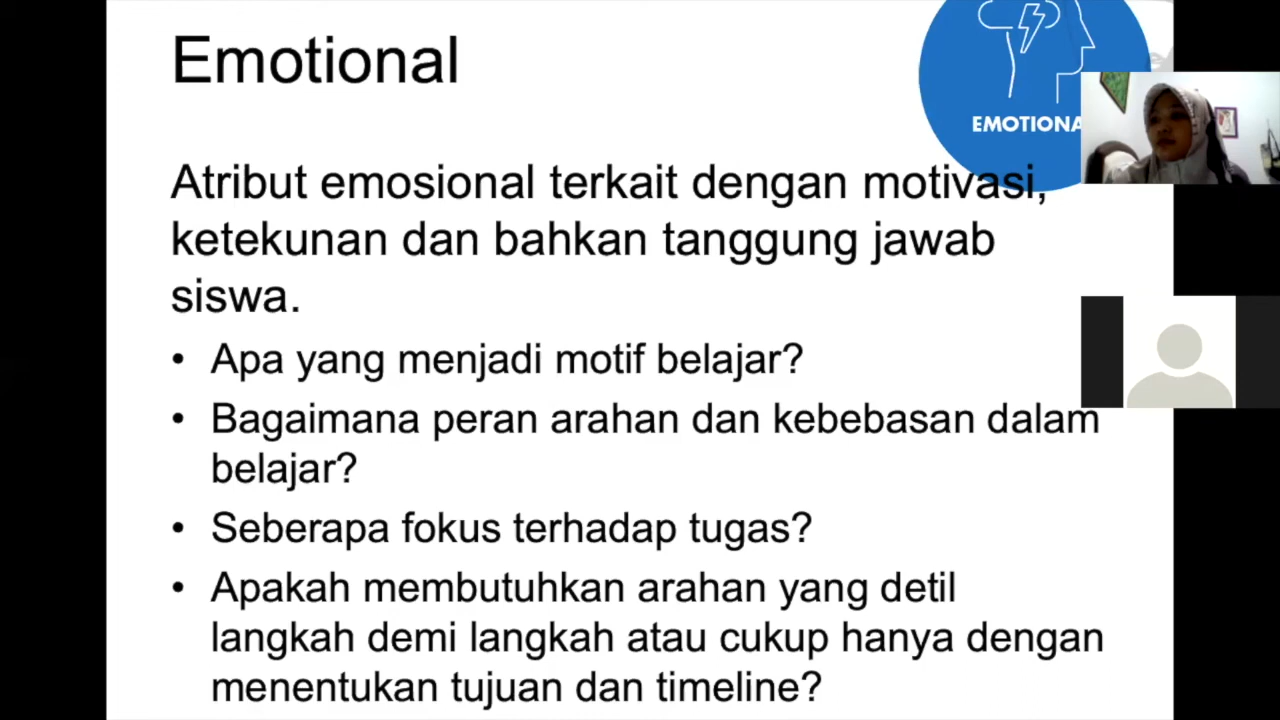 Emotional
EMOTIONA
Atribut emosional terkait dengan motivasi,
ketekunan dan bahkan tanggung jawab
siswa.
• Apa yang menjadi motif belajar?
• Bagaimana peran arahan dan kebebasan dalam
belajar?
• Seberapa fokus terhadap tugas?
• Apakah membutuhkan arahan yang detil
langkah demi langkah atau cukup hanya dengan
menentukan tujuan dan timeline?